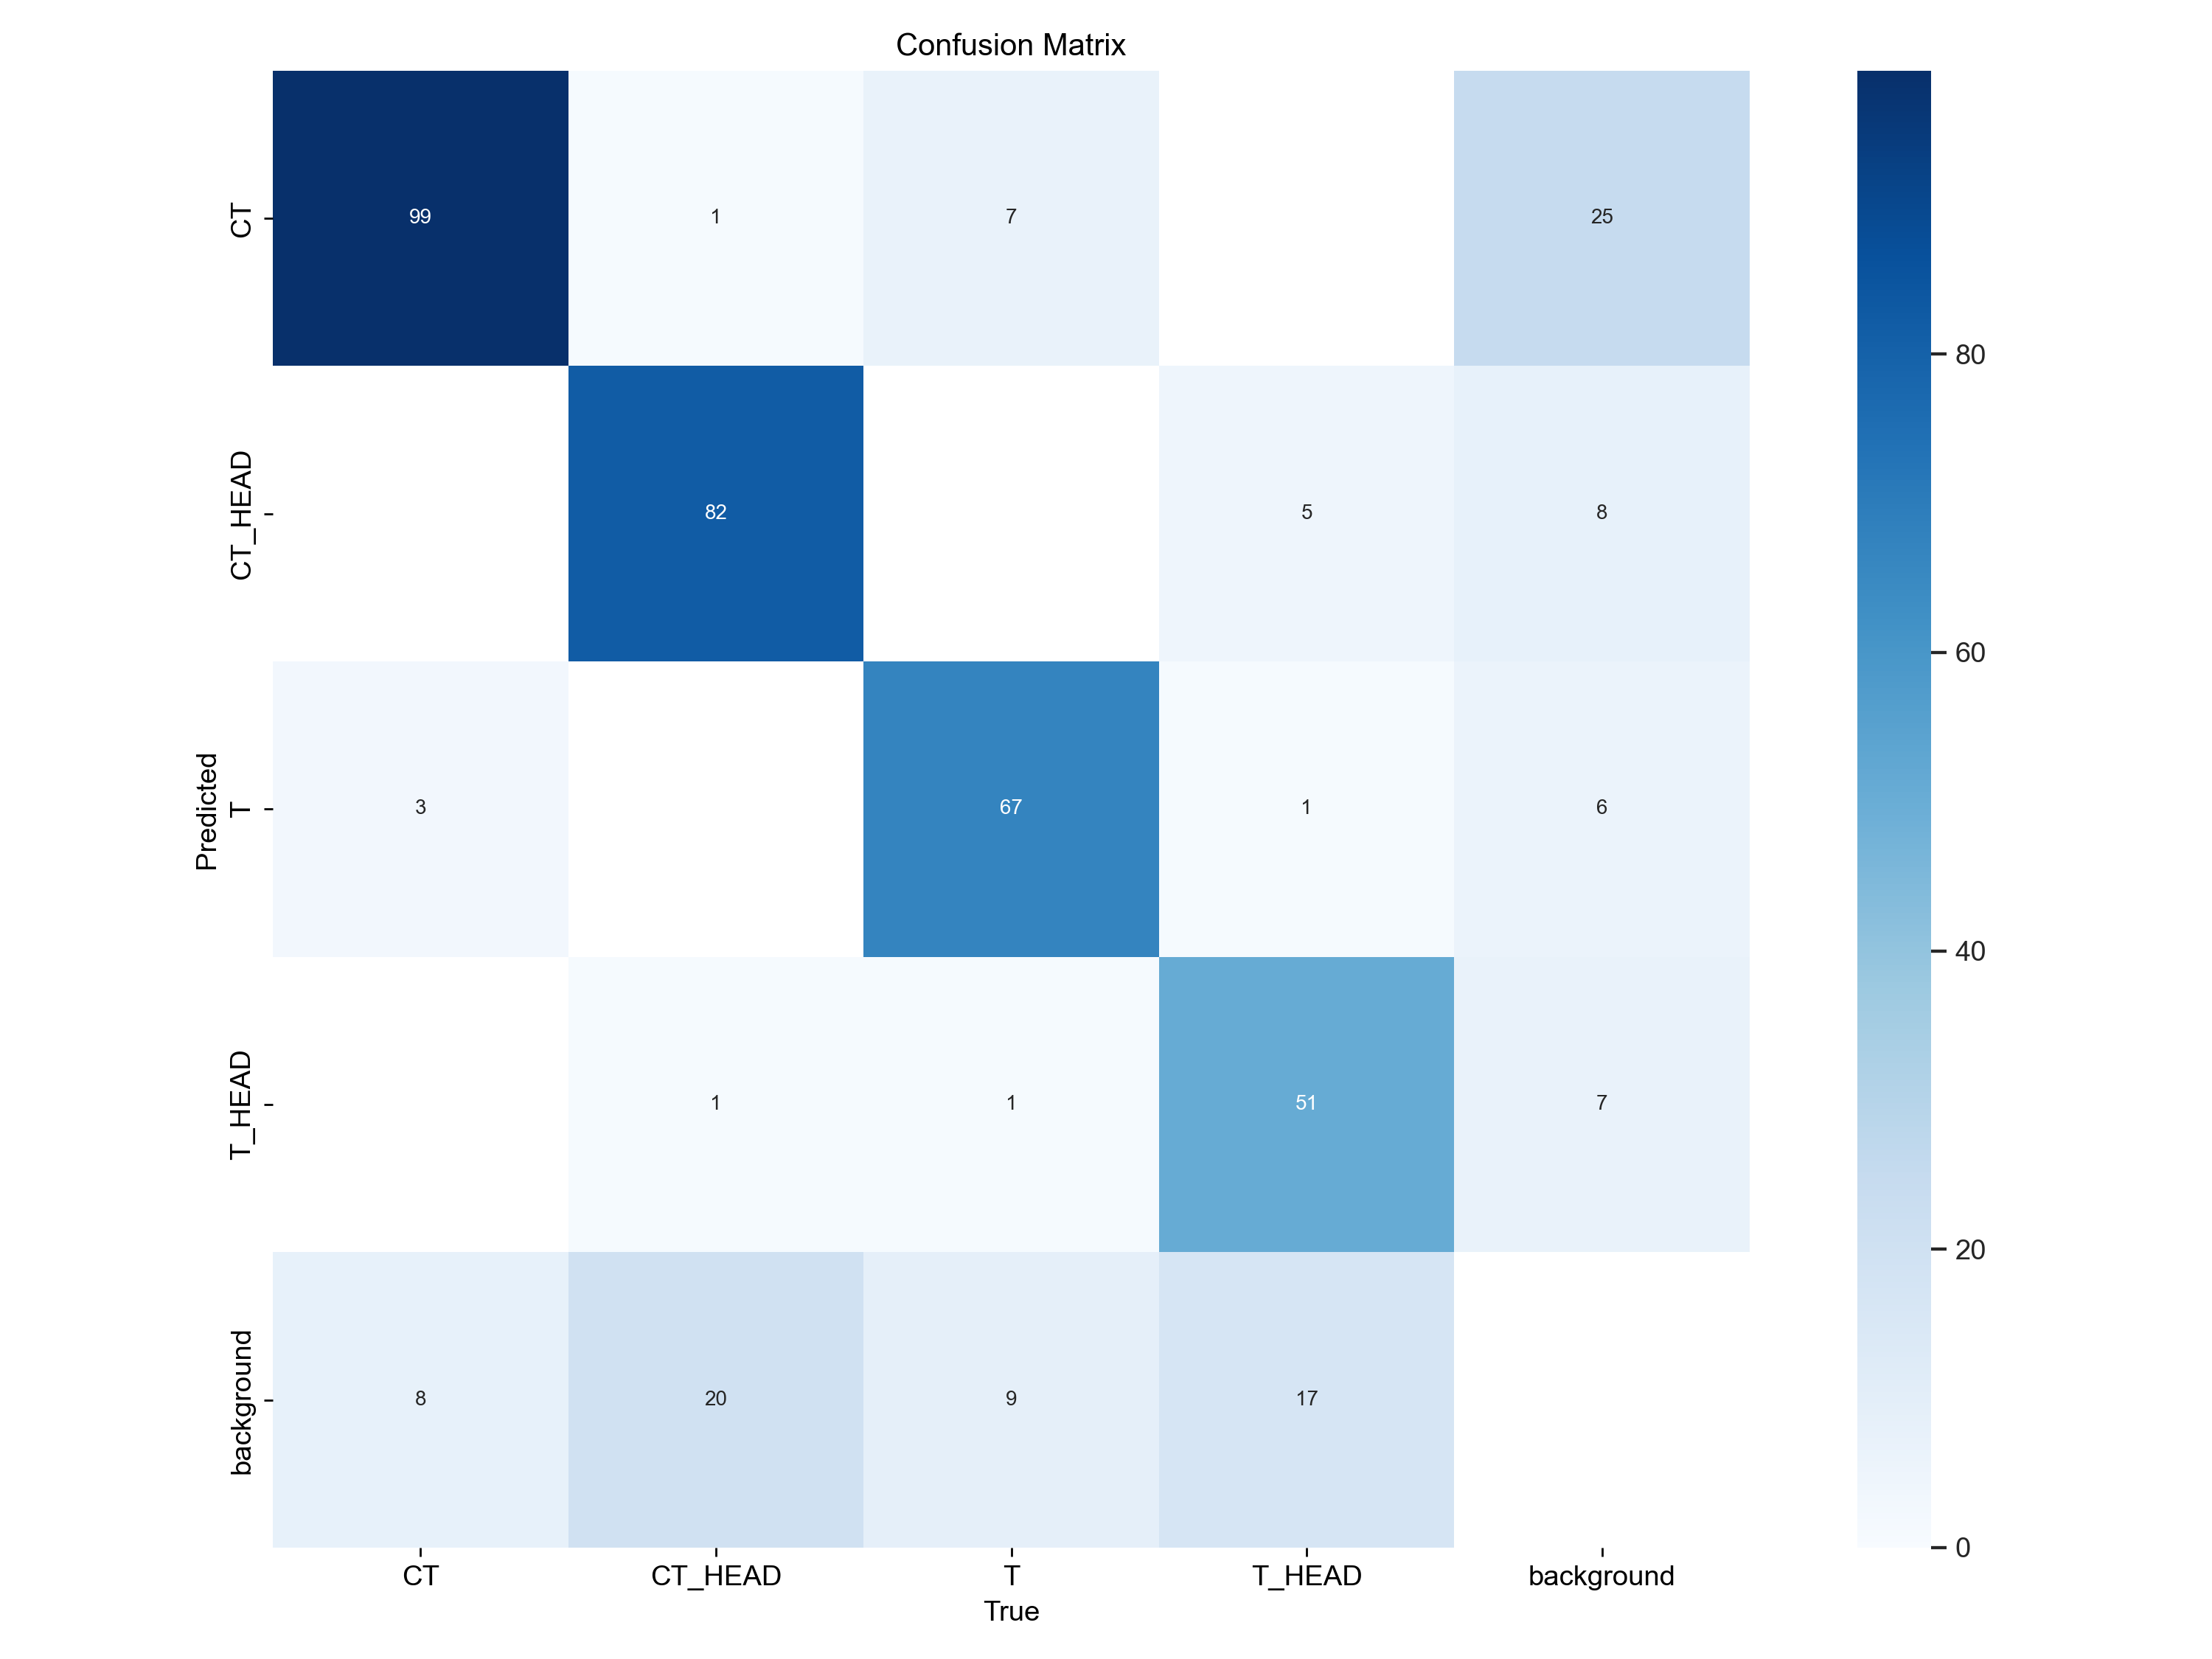 Confusion Matrix
CT 99 1 7 25
CT_HEAD 82 5 8
T 3 67 1 6
T_HEAD 1 1 51 7
background 8 20 9 17
CT CT_HEAD T T_HEAD background
True
Predicted
80
60
40
20
0